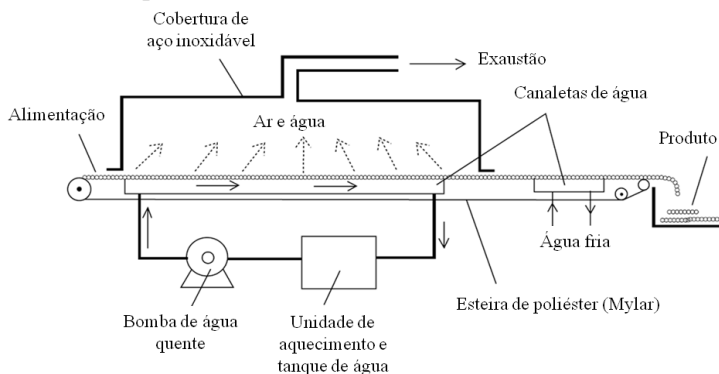 Cobertura de
aço inoxidável
Exaustão
Canaletas de água
Alimentação
Ar e água
Produto
Água fria
Esteira de poliéster (Mylar)
Bomba de água
quente
Unidade de
aquecimento e
tanque de água